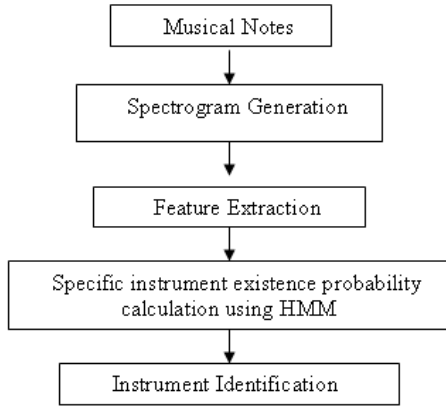 Musical Notes
Spectrogram Generation
Feature Extraction
Specific instrument existence probability
calculation using HMM
Instrument Identification